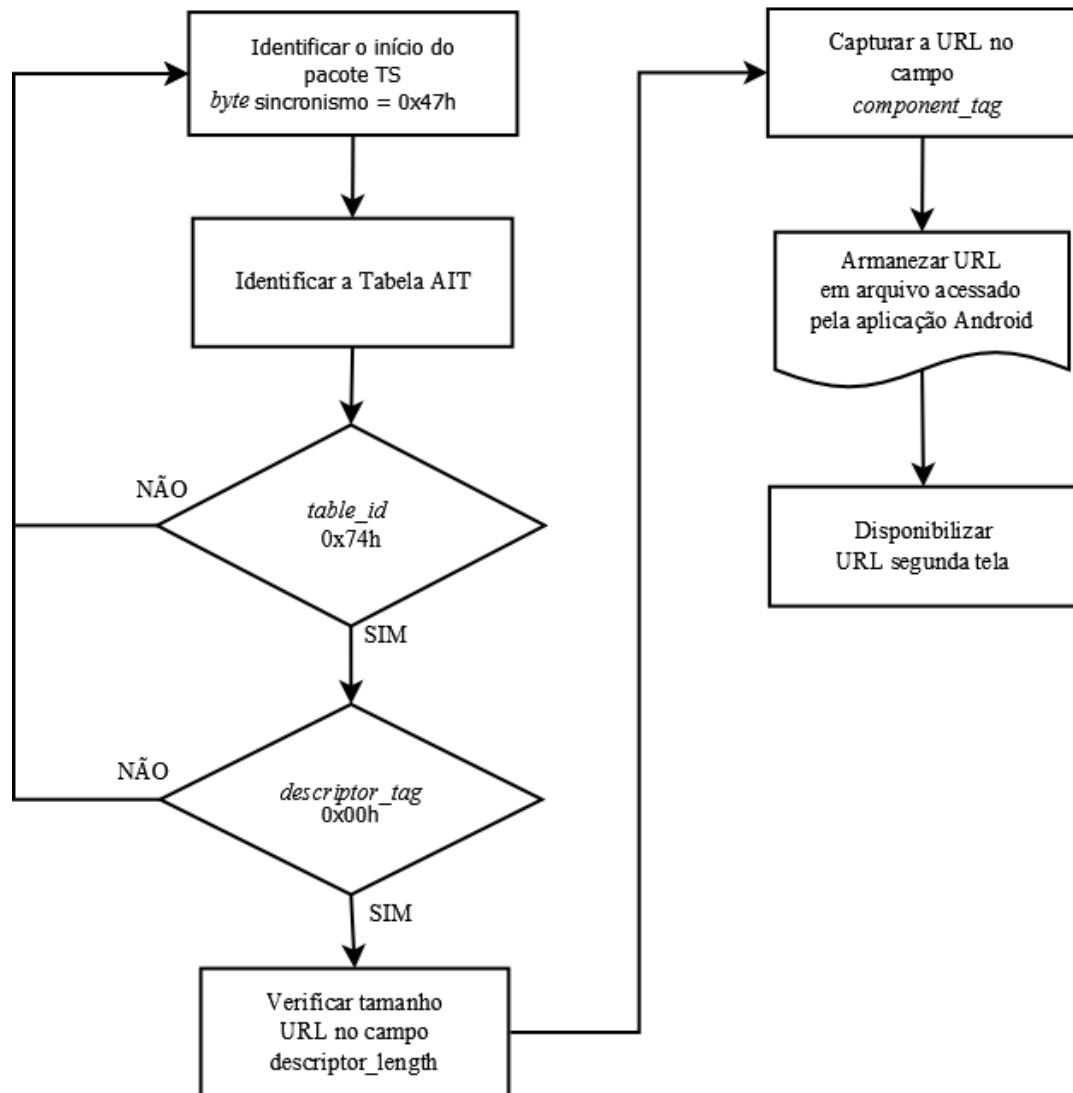 Identificar o início do
pacote TS
byte sincronismo = 0x47h
Identificar a Tabela AIT
NÃO
table_id
0x74h
SIM
NÃO
descriptor_tag
0x00h
SIM
Verificar tamanho
URL no campo
descriptor_length
Capturar a URL no
campo
component_tag
Armanezar URL
em arquivo acessado
pela aplicação Android
Disponibilizar
URL segunda tela